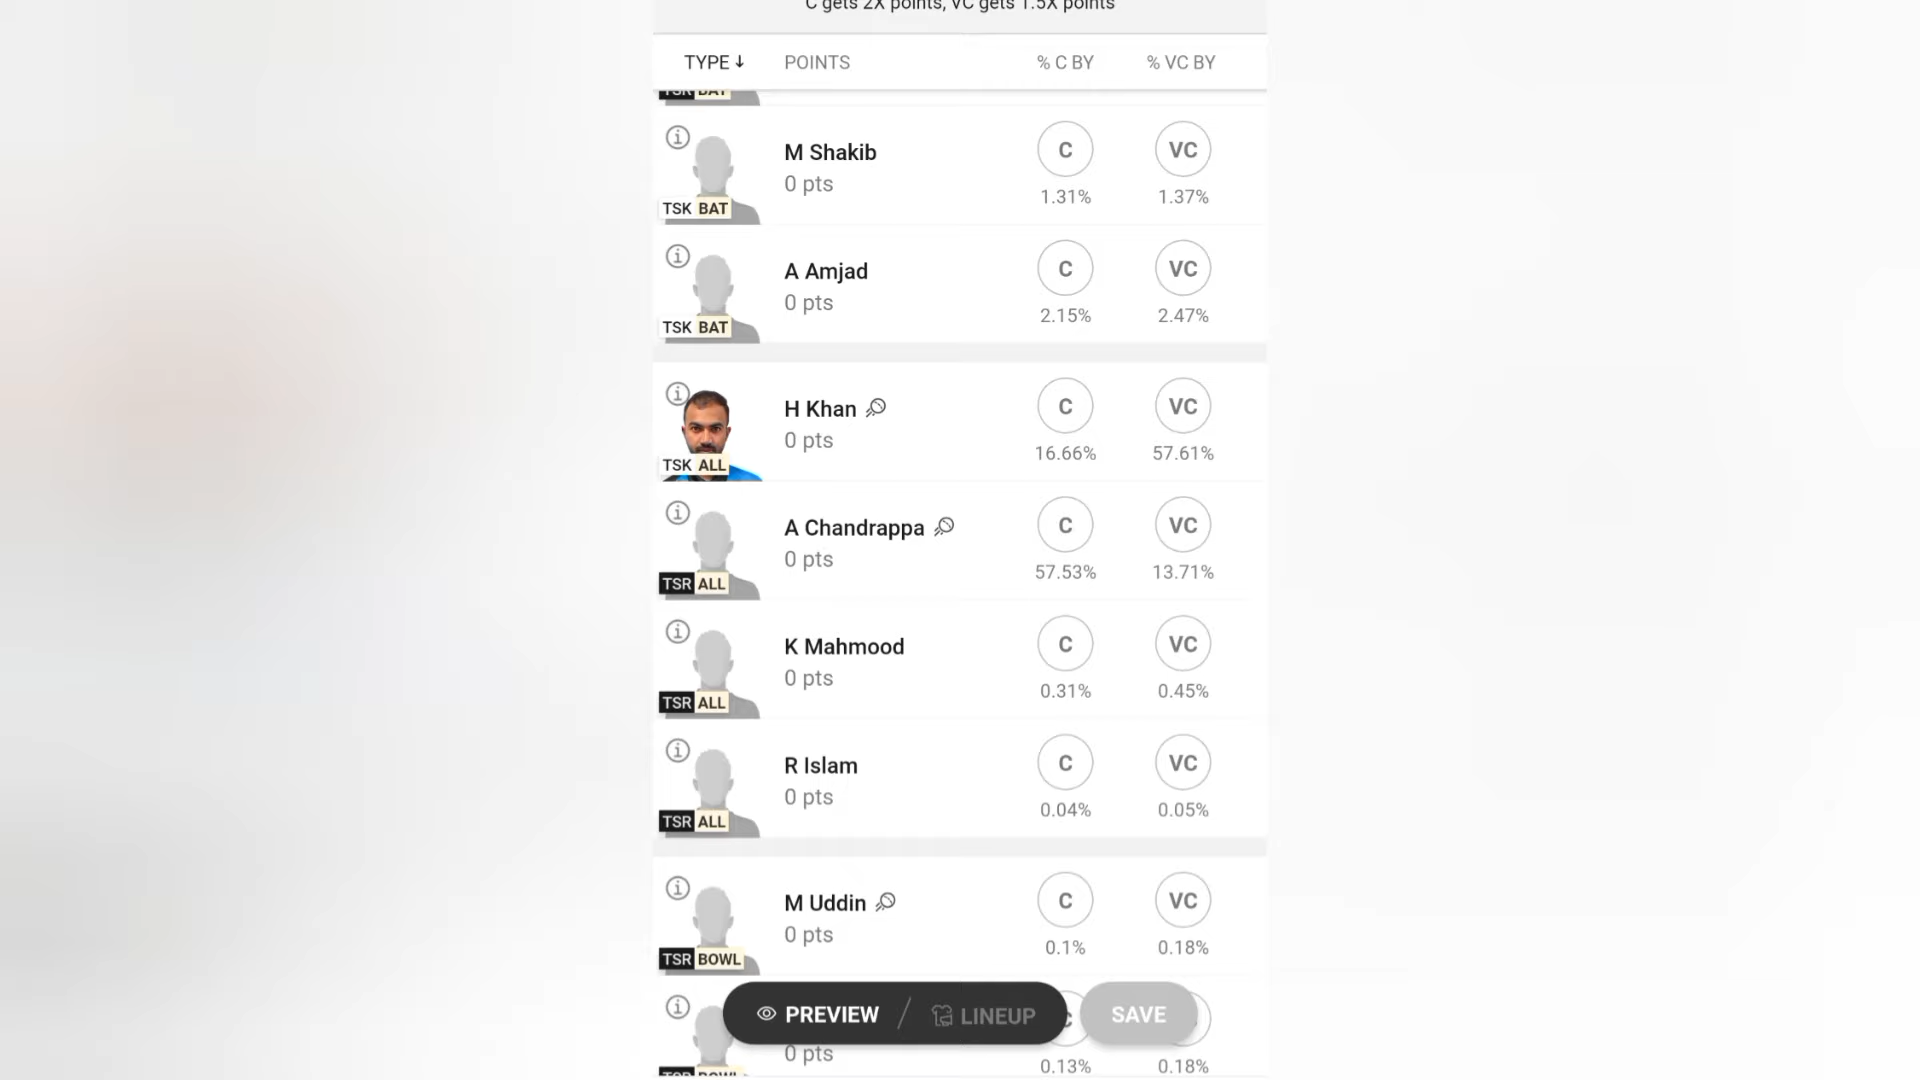 C gets 2X points, VC gets 1.5X points
TYPE↓ POINTS % C BY % VC BY
TSR BAT
M Shakib C VC
0 pts 1.31% 1.37%
TSK BAT
A Amjad C VC
0 pts 2.15% 2.47%
TSK BAT
H Khan C VC
0 pts 16.66% 57.61%
TSK ALL
A Chandrappa C VC
0 pts 57.53% 13.71%
TSR ALL
K Mahmood C VC
0 pts 0.31% 0.45%
TSR ALL
R Islam C VC
0 pts 0.04% 0.05%
TSR ALL
M Uddin C VC
0 pts 0.1% 0.18%
TSR BOWL
PREVIEW / LINEUP SAVE
0 pts 0.13% 0.18%
TSR BOWL